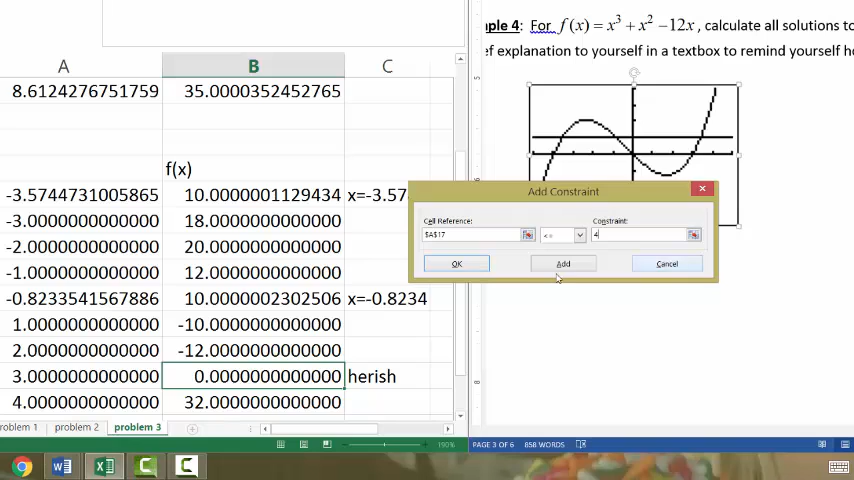 A B C
8.6124276751759 35.0000352452765
f(x)
-3.5744731005865 10.0000001129434 x=-3.57
-3.0000000000000 18.0000000000000
-2.0000000000000 20.0000000000000
-1.0000000000000 12.0000000000000
-0.8233541567886 10.0000002302506 x=-0.8234
1.0000000000000 -10.0000000000000
2.0000000000000 -12.0000000000000
3.0000000000000 0.0000000000000 herish
4.0000000000000 32.0000000000000
problem 1 problem 2 problem 3
190%
mple 4: For f(x) = x³ + x² −12x, calculate all solutions to
ef explanation to yourself in a textbox to remind yourself h
5
Add Constraint
Cell Reference: Constraint:
$A$17 <= 4
OK Add Cancel
8
PAGE 3 OF 6 858 WORDS